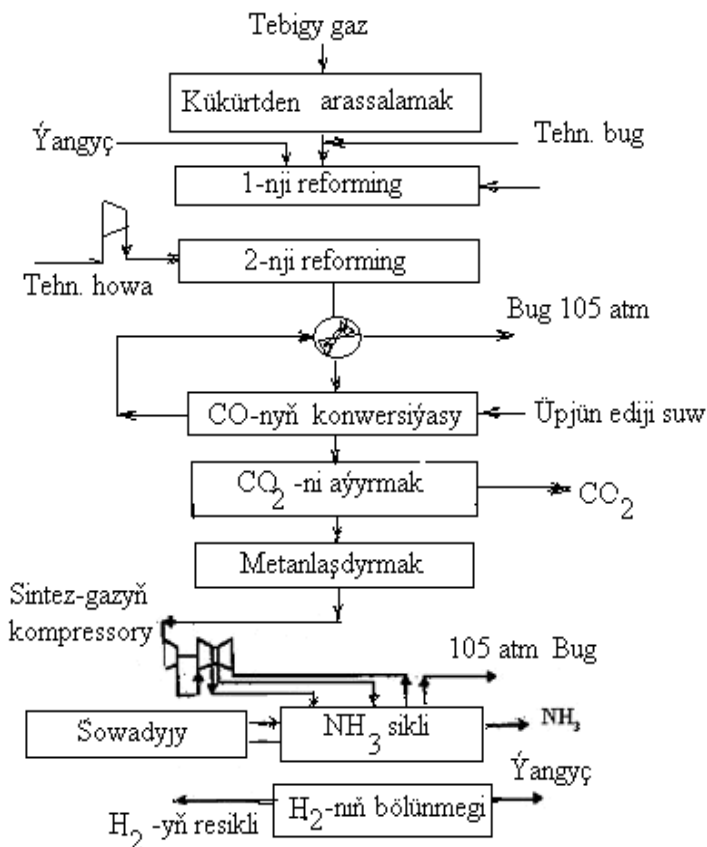 Tebigy gaz
Kükürtden arassalamak
Ýangyç
Tehn. bug
1-nji reforming
2-nji reforming
Tehn. howa
Bug 105 atm
CO-nyň konwersiýasy
Üpjün ediji suw
CO₂ -ni aýyrmak
CO₂
Metanlaşdyrmak
Sintez-gazyň
kompressory
105 atm Bug
Sowadyjy
NH₃ sikli
NH₃
Ýangyç
H₂-nıň bölünmegi
H₂ -yň resikli